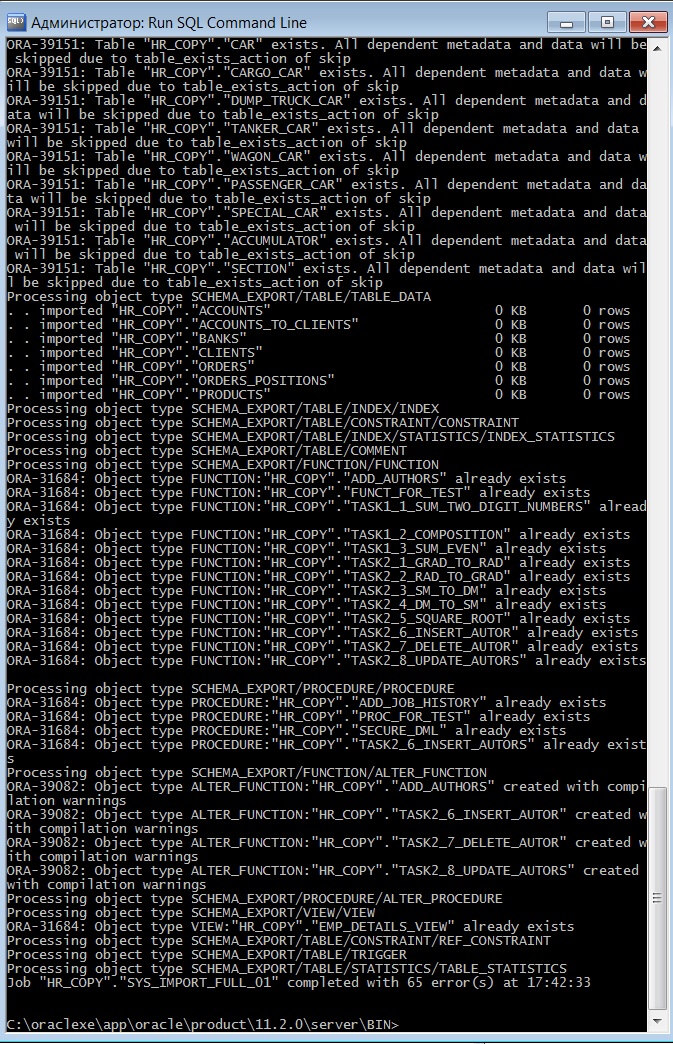 Администратор: Run SQL Command Line
ORA-39151: Table "HR_COPY"."CAR" exists. All dependent metadata and data will be
 skipped due to table_exists_action of skip
ORA-39151: Table "HR_COPY"."CARGO_CAR" exists. All dependent metadata and data w
ill be skipped due to table_exists_action of skip
ORA-39151: Table "HR_COPY"."DUMP_TRUCK_CAR" exists. All dependent metadata and d
ata will be skipped due to table_exists_action of skip
ORA-39151: Table "HR_COPY"."TANKER_CAR" exists. All dependent metadata and data 
will be skipped due to table_exists_action of skip
ORA-39151: Table "HR_COPY"."WAGON_CAR" exists. All dependent metadata and data w
ill be skipped due to table_exists_action of skip
ORA-39151: Table "HR_COPY"."PASSENGER_CAR" exists. All dependent metadata and da
ta will be skipped due to table_exists_action of skip
ORA-39151: Table "HR_COPY"."SPECIAL_CAR" exists. All dependent metadata and data
 will be skipped due to table_exists_action of skip
ORA-39151: Table "HR_COPY"."ACCUMULATOR" exists. All dependent metadata and data
 will be skipped due to table_exists_action of skip
ORA-39151: Table "HR_COPY"."SECTION" exists. All dependent metadata and data wil
l be skipped due to table_exists_action of skip
Processing object type SCHEMA_EXPORT/TABLE/TABLE_DATA
. . imported "HR_COPY"."ACCOUNTS" 0 KB 0 rows
. . imported "HR_COPY"."ACCOUNTS_TO_CLIENTS" 0 KB 0 rows
. . imported "HR_COPY"."BANKS" 0 KB 0 rows
. . imported "HR_COPY"."CLIENTS" 0 KB 0 rows
. . imported "HR_COPY"."ORDERS" 0 KB 0 rows
. . imported "HR_COPY"."ORDERS_POSITIONS" 0 KB 0 rows
. . imported "HR_COPY"."PRODUCTS" 0 KB 0 rows
Processing object type SCHEMA_EXPORT/TABLE/INDEX/INDEX
Processing object type SCHEMA_EXPORT/TABLE/CONSTRAINT/CONSTRAINT
Processing object type SCHEMA_EXPORT/TABLE/INDEX/STATISTICS/INDEX_STATISTICS
Processing object type SCHEMA_EXPORT/TABLE/COMMENT
Processing object type SCHEMA_EXPORT/FUNCTION/FUNCTION
ORA-31684: Object type FUNCTION:"HR_COPY"."ADD_AUTHORS" already exists
ORA-31684: Object type FUNCTION:"HR_COPY"."FUNCT_FOR_TEST" already exists
ORA-31684: Object type FUNCTION:"HR_COPY"."TASK1_1_SUM_TWO_DIGIT_NUMBERS" alread
y exists
ORA-31684: Object type FUNCTION:"HR_COPY"."TASK1_2_COMPOSITION" already exists
ORA-31684: Object type FUNCTION:"HR_COPY"."TASK1_3_SUM_EVEN" already exists
ORA-31684: Object type FUNCTION:"HR_COPY"."TASK2_1_GRAD_TO_RAD" already exists
ORA-31684: Object type FUNCTION:"HR_COPY"."TASK2_2_RAD_TO_GRAD" already exists
ORA-31684: Object type FUNCTION:"HR_COPY"."TASK2_3_SM_TO_DM" already exists
ORA-31684: Object type FUNCTION:"HR_COPY"."TASK2_4_DM_TO_SM" already exists
ORA-31684: Object type FUNCTION:"HR_COPY"."TASK2_5_SQUARE_ROOT" already exists
ORA-31684: Object type FUNCTION:"HR_COPY"."TASK2_6_INSERT_AUTOR" already exists
ORA-31684: Object type FUNCTION:"HR_COPY"."TASK2_7_DELETE_AUTOR" already exists
ORA-31684: Object type FUNCTION:"HR_COPY"."TASK2_8_UPDATE_AUTORS" already exists
Processing object type SCHEMA_EXPORT/PROCEDURE/PROCEDURE
ORA-31684: Object type PROCEDURE:"HR_COPY"."ADD_JOB_HISTORY" already exists
ORA-31684: Object type PROCEDURE:"HR_COPY"."PROC_FOR_TEST" already exists
ORA-31684: Object type PROCEDURE:"HR_COPY"."SECURE_DML" already exists
ORA-31684: Object type PROCEDURE:"HR_COPY"."TASK2_6_INSERT_AUTORS" already exist
s
Processing object type SCHEMA_EXPORT/FUNCTION/ALTER_FUNCTION
ORA-39082: Object type ALTER_FUNCTION:"HR_COPY"."ADD_AUTHORS" created with compi
lation warnings
ORA-39082: Object type ALTER_FUNCTION:"HR_COPY"."TASK2_6_INSERT_AUTOR" created w
ith compilation warnings
ORA-39082: Object type ALTER_FUNCTION:"HR_COPY"."TASK2_7_DELETE_AUTOR" created w
ith compilation warnings
ORA-39082: Object type ALTER_FUNCTION:"HR_COPY"."TASK2_8_UPDATE_AUTORS" created 
with compilation warnings
Processing object type SCHEMA_EXPORT/PROCEDURE/ALTER_PROCEDURE
Processing object type SCHEMA_EXPORT/VIEW/VIEW
ORA-31684: Object type VIEW:"HR_COPY"."EMP_DETAILS_VIEW" already exists
Processing object type SCHEMA_EXPORT/TABLE/CONSTRAINT/REF_CONSTRAINT
Processing object type SCHEMA_EXPORT/TABLE/TRIGGER
Processing object type SCHEMA_EXPORT/TABLE/STATISTICS/TABLE_STATISTICS
Job "HR_COPY"."SYS_IMPORT_FULL_01" completed with 65 error(s) at 17:42:33
C:\oraclexe\app\oracle\product\11.2.0\server\BIN>